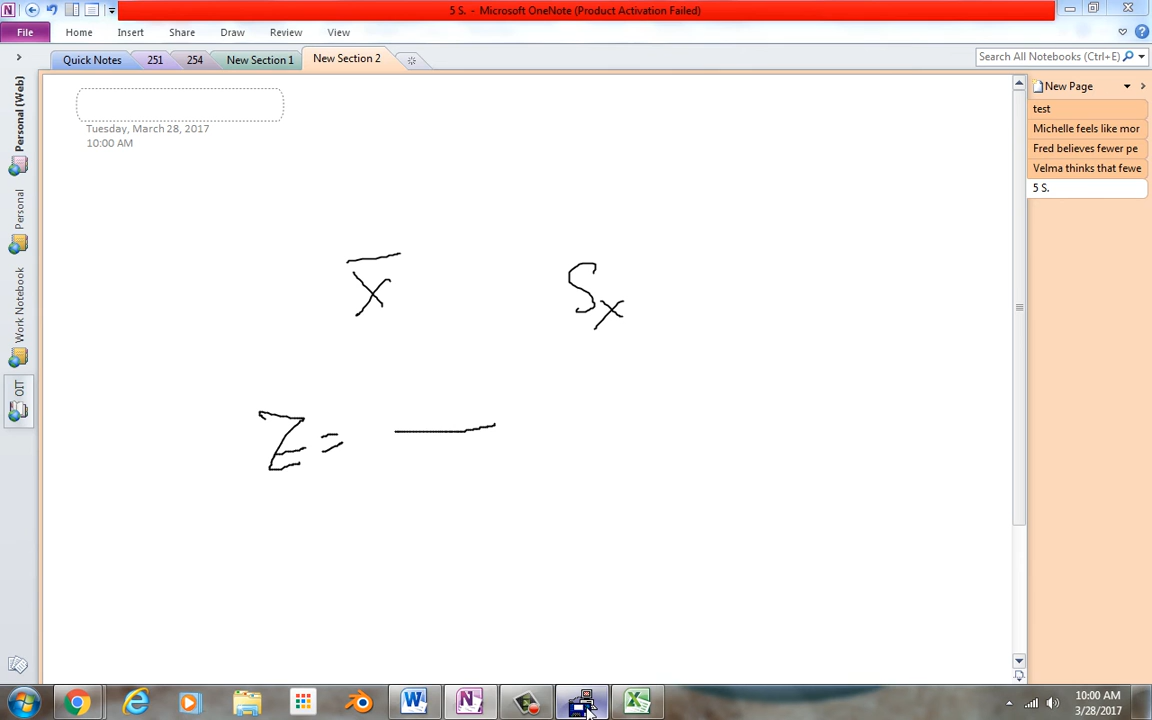 5 S. - Microsoft OneNote (Product Activation Failed)
File Home Insert Share Draw Review View
Quick Notes 251 254 New Section 1 New Section 2
Search All Notebooks (Ctrl+E)
New Page
test
Michelle feels like mor
Fred believes fewer pe
Velma thinks that fewe
5 S.
Personal (Web)
Personal
Work Notebook
OIT
Tuesday, March 28, 2017
10:00 AM
x̄ Sx
Z =
10:00 AM
3/28/2017